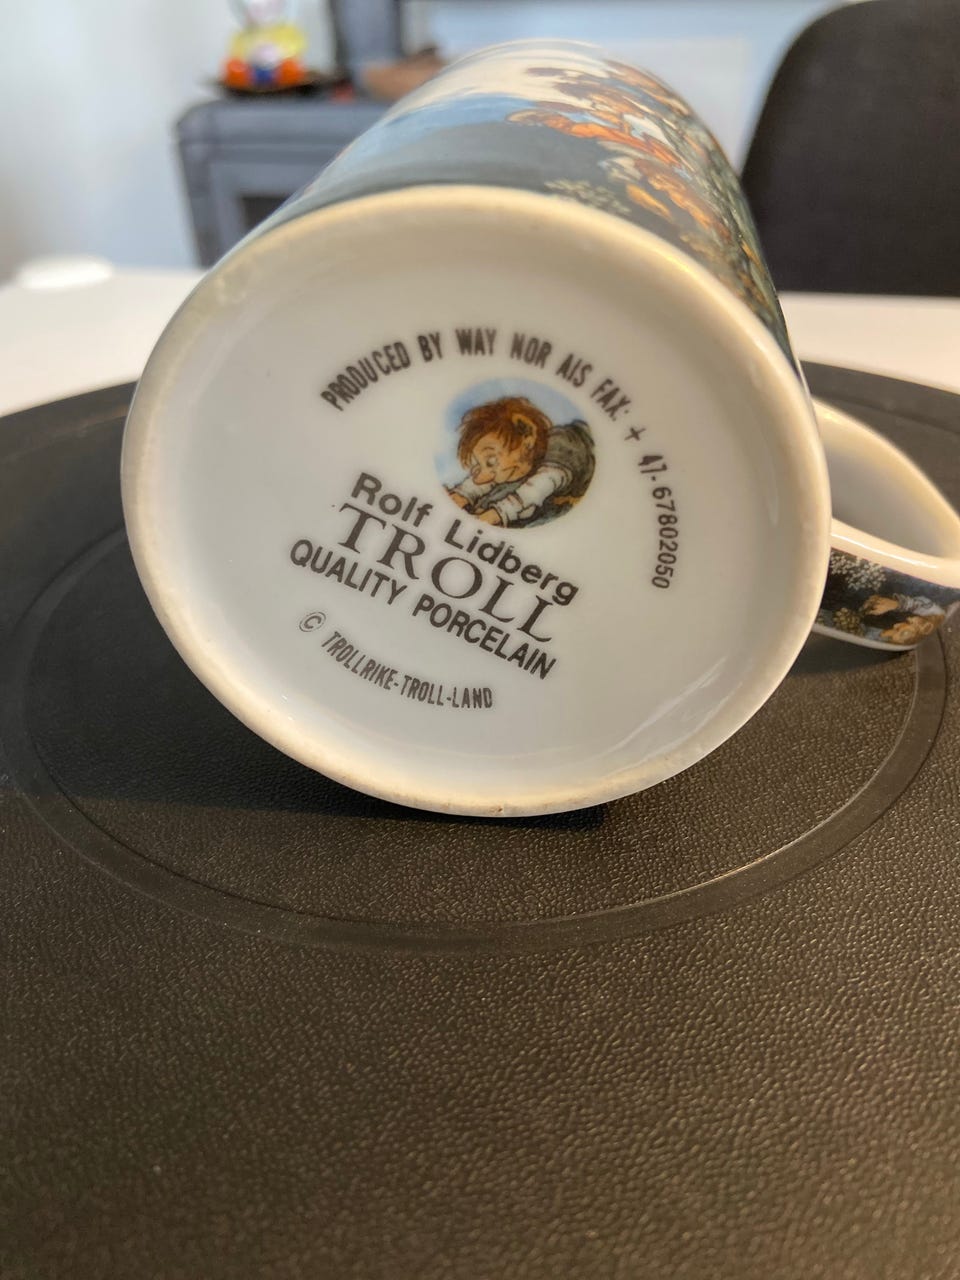 PRODUCED BY WAY NOR AIS FAX: + 47-67802050
Rolf Lidberg
TROLL
QUALITY PORCELAIN
© TROLLRIKE-TROLL-LAND